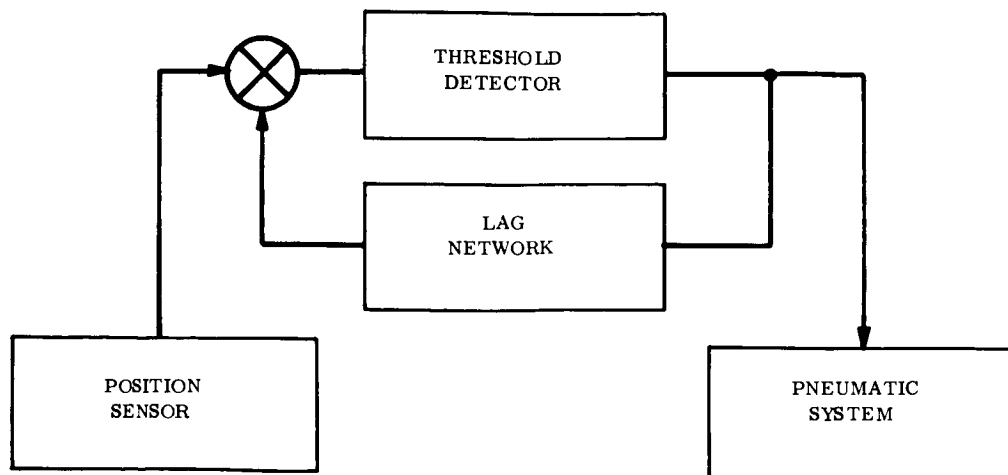 THRESHOLD
DETECTOR
LAG
NETWORK
POSITION
SENSOR
PNEUMATIC
SYSTEM